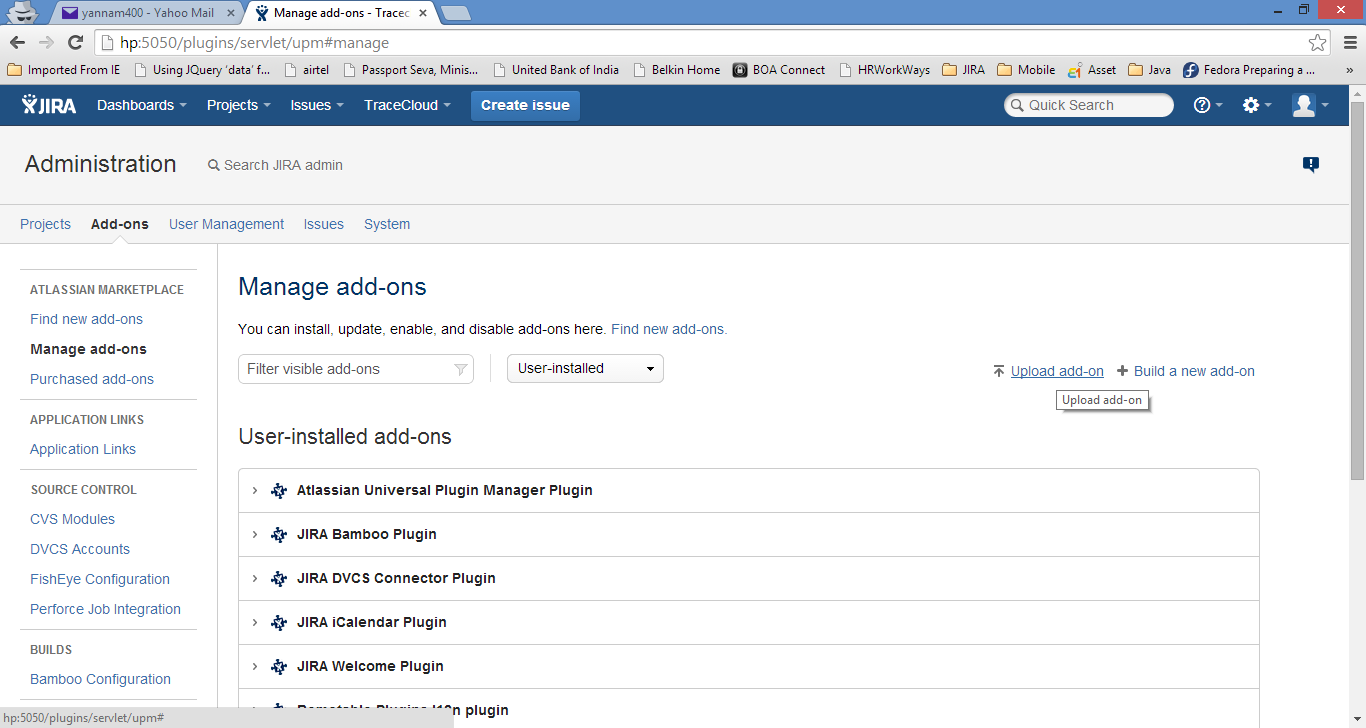 yannam400 - Yahoo Mail
Manage add-ons - Tracec
hp:5050/plugins/servlet/upm#manage
Imported From IE Using JQuery 'data' f... airtel Passport Seva, Minis... United Bank of India Belkin Home BOA Connect HRWorkWays JIRA Mobile Asset Java Fedora Preparing a ... »
JIRA Dashboards Projects Issues TraceCloud Create issue Quick Search
Administration Search JIRA admin
Projects Add-ons User Management Issues System
ATLASSIAN MARKETPLACE
Find new add-ons
Manage add-ons
Purchased add-ons
APPLICATION LINKS
Application Links
SOURCE CONTROL
CVS Modules
DVCS Accounts
FishEye Configuration
Perforce Job Integration
BUILDS
Bamboo Configuration
Manage add-ons
You can install, update, enable, and disable add-ons here. Find new add-ons.
Filter visible add-ons User-installed
Upload add-on Build a new add-on
Upload add-on
User-installed add-ons
Atlassian Universal Plugin Manager Plugin
JIRA Bamboo Plugin
JIRA DVCS Connector Plugin
JIRA iCalendar Plugin
JIRA Welcome Plugin
plugin
hp:5050/plugins/servlet/upm#